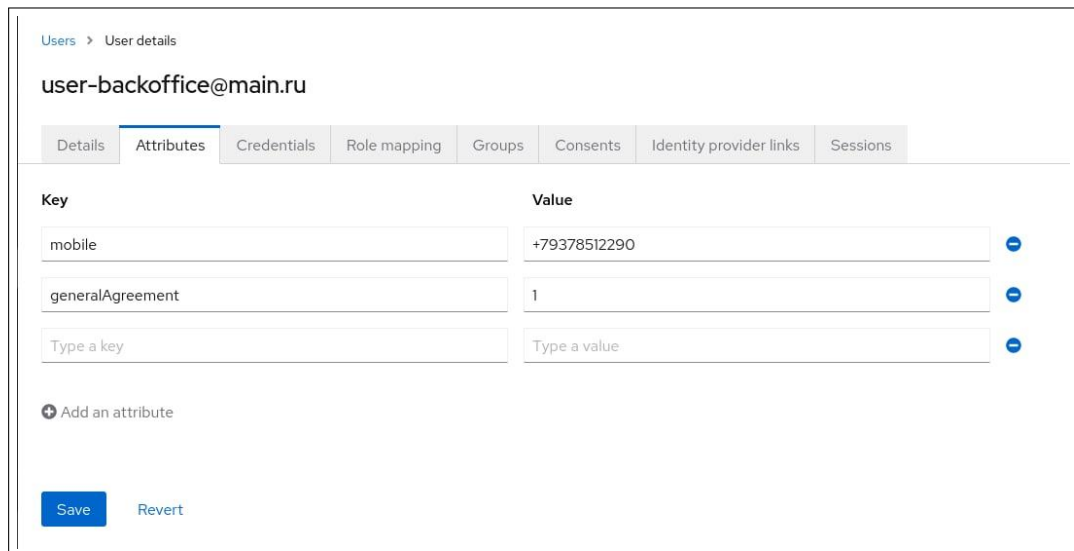 Users > User details
user-backoffice@main.ru
Details Attributes Credentials Role mapping Groups Consents Identity provider links Sessions
Key Value
mobile +79378512290
generalAgreement 1
Type a key Type a value
Add an attribute
Save Revert